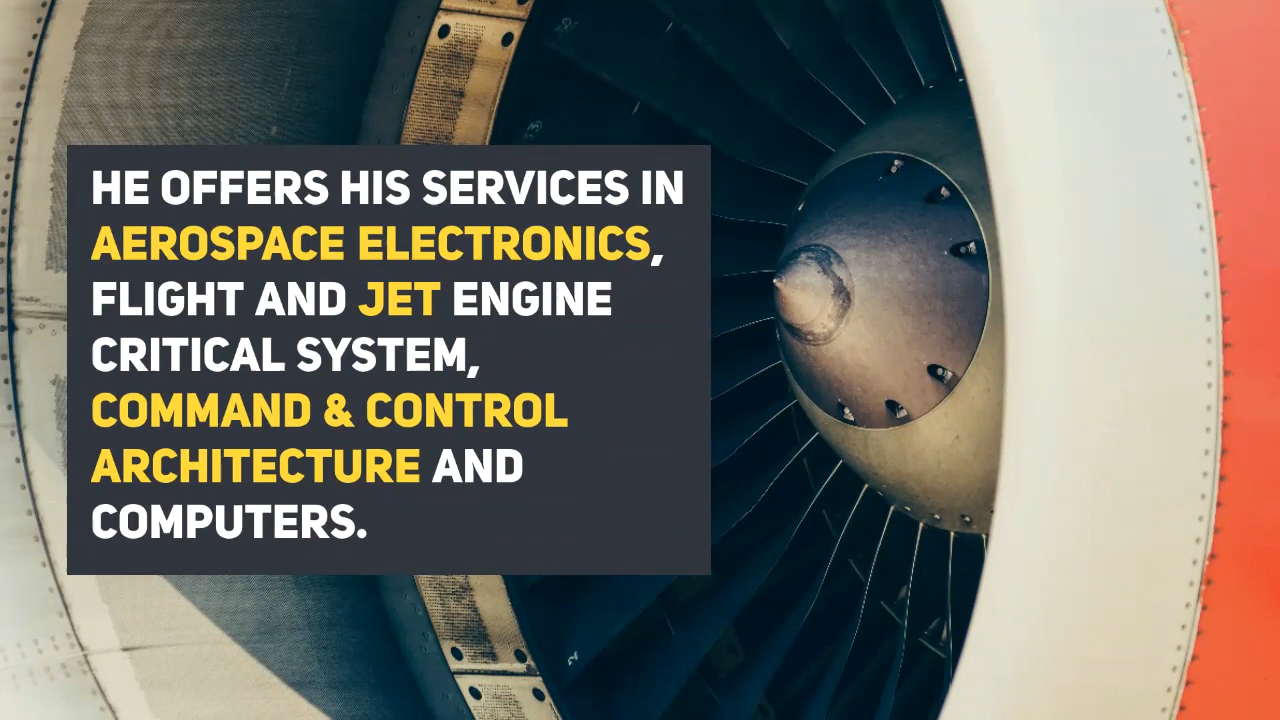 HE OFFERS HIS SERVICES IN
AEROSPACE ELECTRONICS,
FLIGHT AND JET ENGINE
CRITICAL SYSTEM,
COMMAND & CONTROL
ARCHITECTURE AND
COMPUTERS.